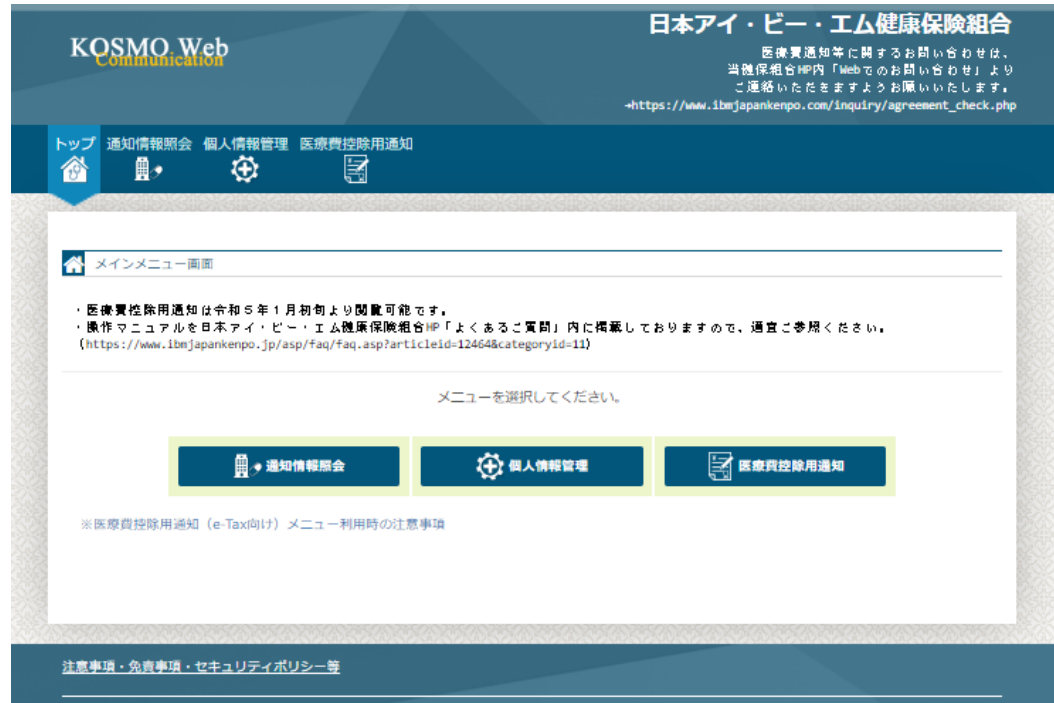 KOSMO Web
Communication
日本アイ・ビー・エム健康保険組合
医療費通知等に関するお問い合わせは、
当健保組合HP内「Webでのお問い合わせ」より
ご連絡いただきますようお願いいたします。
→https://www.ibmjapankenpo.com/inquiry/agreement_check.php
トップ 通知情報照会 個人情報管理 医療費控除用通知
メインメニュー画面
・医療費控除用通知は令和5年1月初旬より閲覧可能です。
・操作マニュアルを日本アイ・ビー・エム健康保険組合HP「よくあるご質問」内に掲載しておりますので、適宜ご参照ください。
(https://www.ibmjapankenpo.jp/asp/faq/faq.asp?articleid=12464&categoryid=11)
メニューを選択してください。
通知情報照会 個人情報管理 医療費控除用通知
※医療費控除用通知（e-Tax向け）メニュー利用時の注意事項
注意事項・免責事項・セキュリティポリシー等